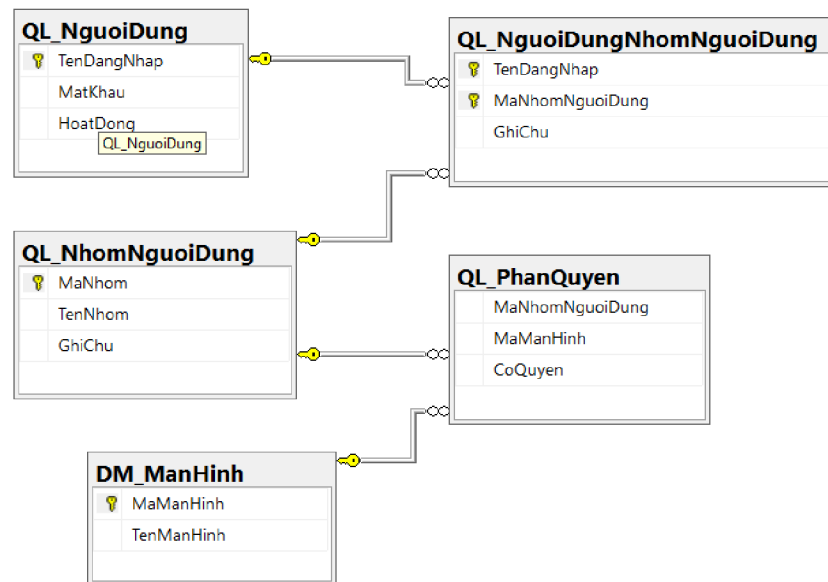 QL_NguoiDung
TenDangNhap
MatKhau
HoatDong
QL_NguoiDung
QL_NguoiDungNhomNguoiDung
TenDangNhap
MaNhomNguoiDung
GhiChu
QL_NhomNguoiDung
MaNhom
TenNhom
GhiChu
QL_PhanQuyen
MaNhomNguoiDung
MaManHinh
CoQuyen
DM_ManHinh
MaManHinh
TenManHinh